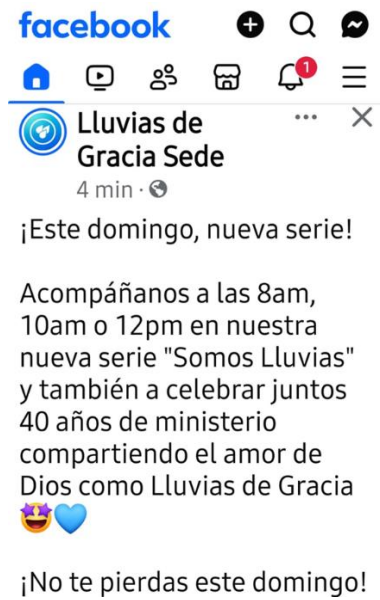 facebook
1
Lluvias de
Gracia Sede
4 min ·
¡Este domingo, nueva serie!
Acompáñanos a las 8am,
10am o 12pm en nuestra
nueva serie "Somos Lluvias"
y también a celebrar juntos
40 años de ministerio
compartiendo el amor de
Dios como Lluvias de Gracia
🤩💙
¡No te pierdas este domingo!